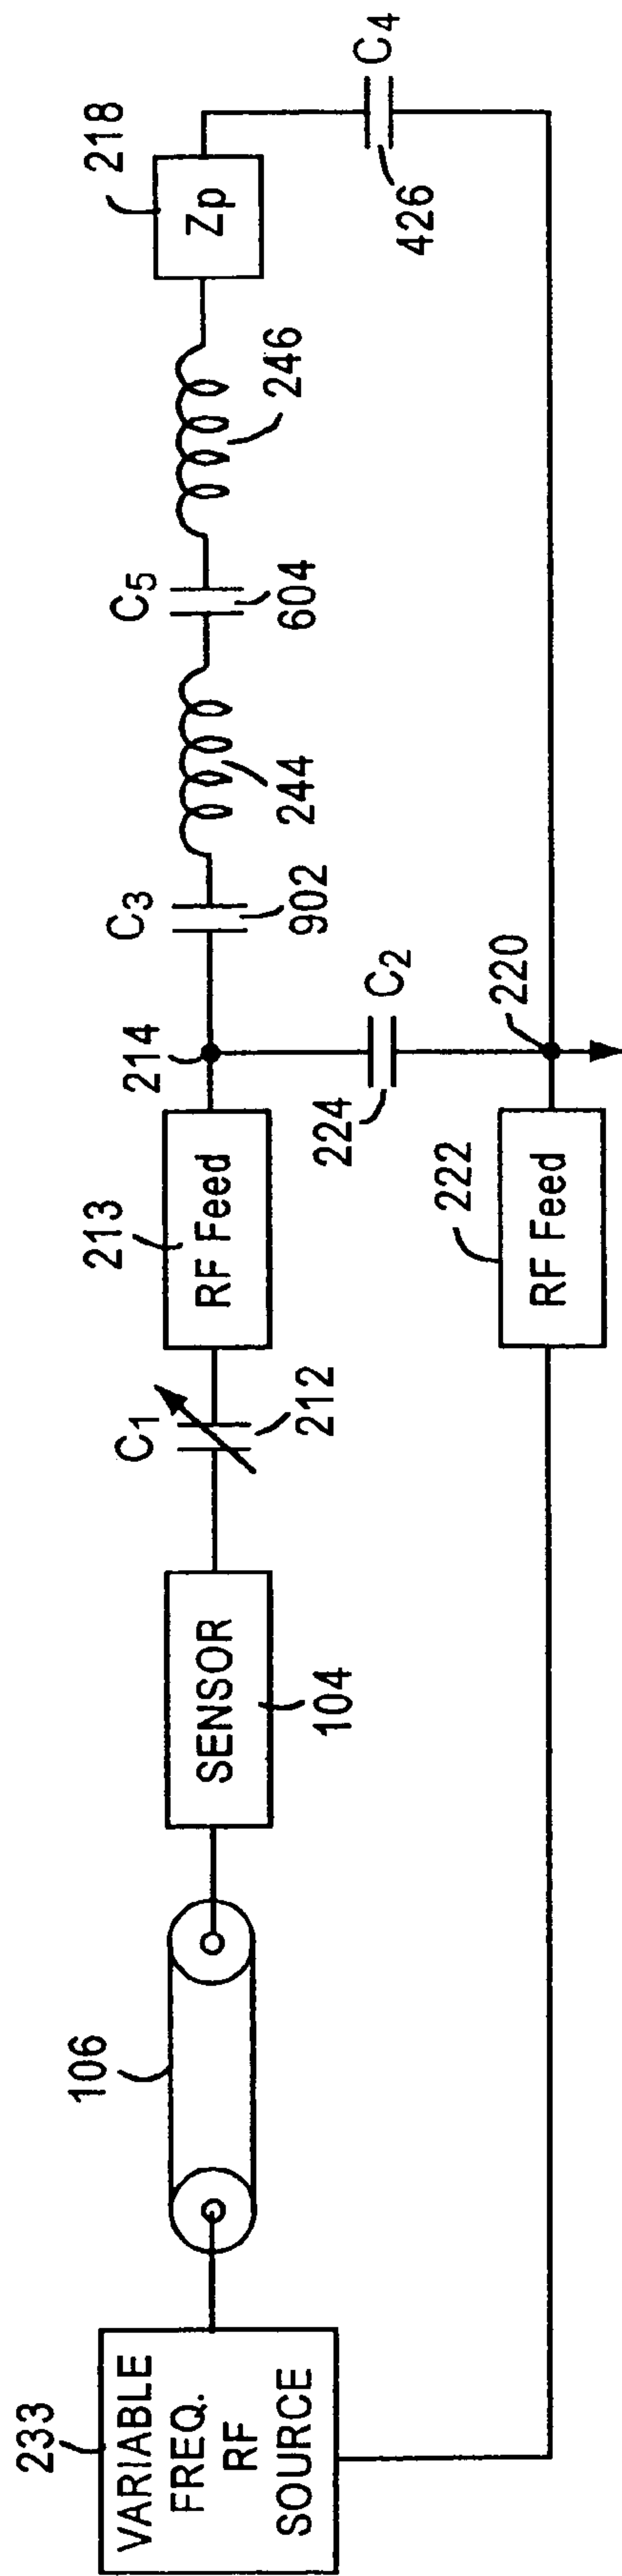 233
VARIABLE
FREQ.
RF
SOURCE
106
SENSOR
104
C1
212
213
RF Feed
214
C3
902
244
C5
604
246
218
Zp
C4
426
C2
224
220
222
RF Feed